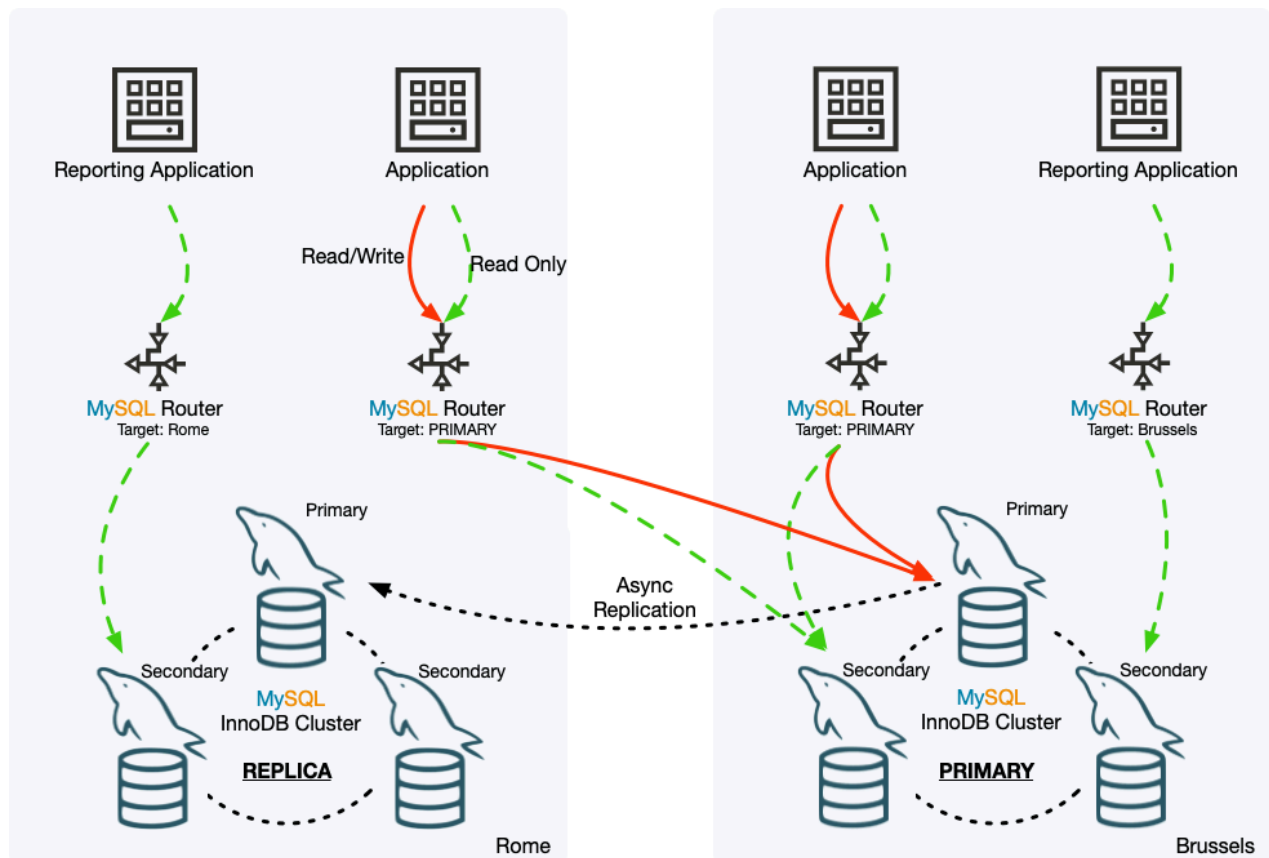 Reporting Application
Application
Application
Reporting Application
Read/Write
Read Only
MySQL Router
Target: Rome
MySQL Router
Target: PRIMARY
MySQL Router
Target: PRIMARY
MySQL Router
Target: Brussels
Primary
Primary
Async
Replication
Secondary
Secondary
MySQL
InnoDB Cluster
REPLICA
Secondary
Secondary
MySQL
InnoDB Cluster
PRIMARY
Rome
Brussels